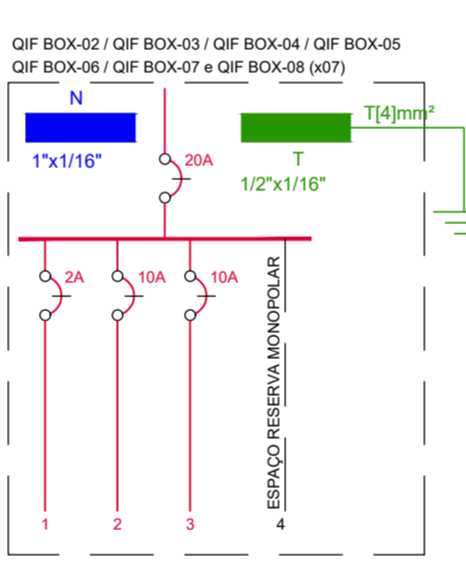 QIF BOX-02 / QIF BOX-03 / QIF BOX-04 / QIF BOX-05
QIF BOX-06 / QIF BOX-07 e QIF BOX-08 (x07)
N
T[4]mm²
1"x1/16"
20A
T
1/2"x1/16"
2A
10A
10A
ESPAÇO RESERVA MONOPOLAR
1
2
3
4